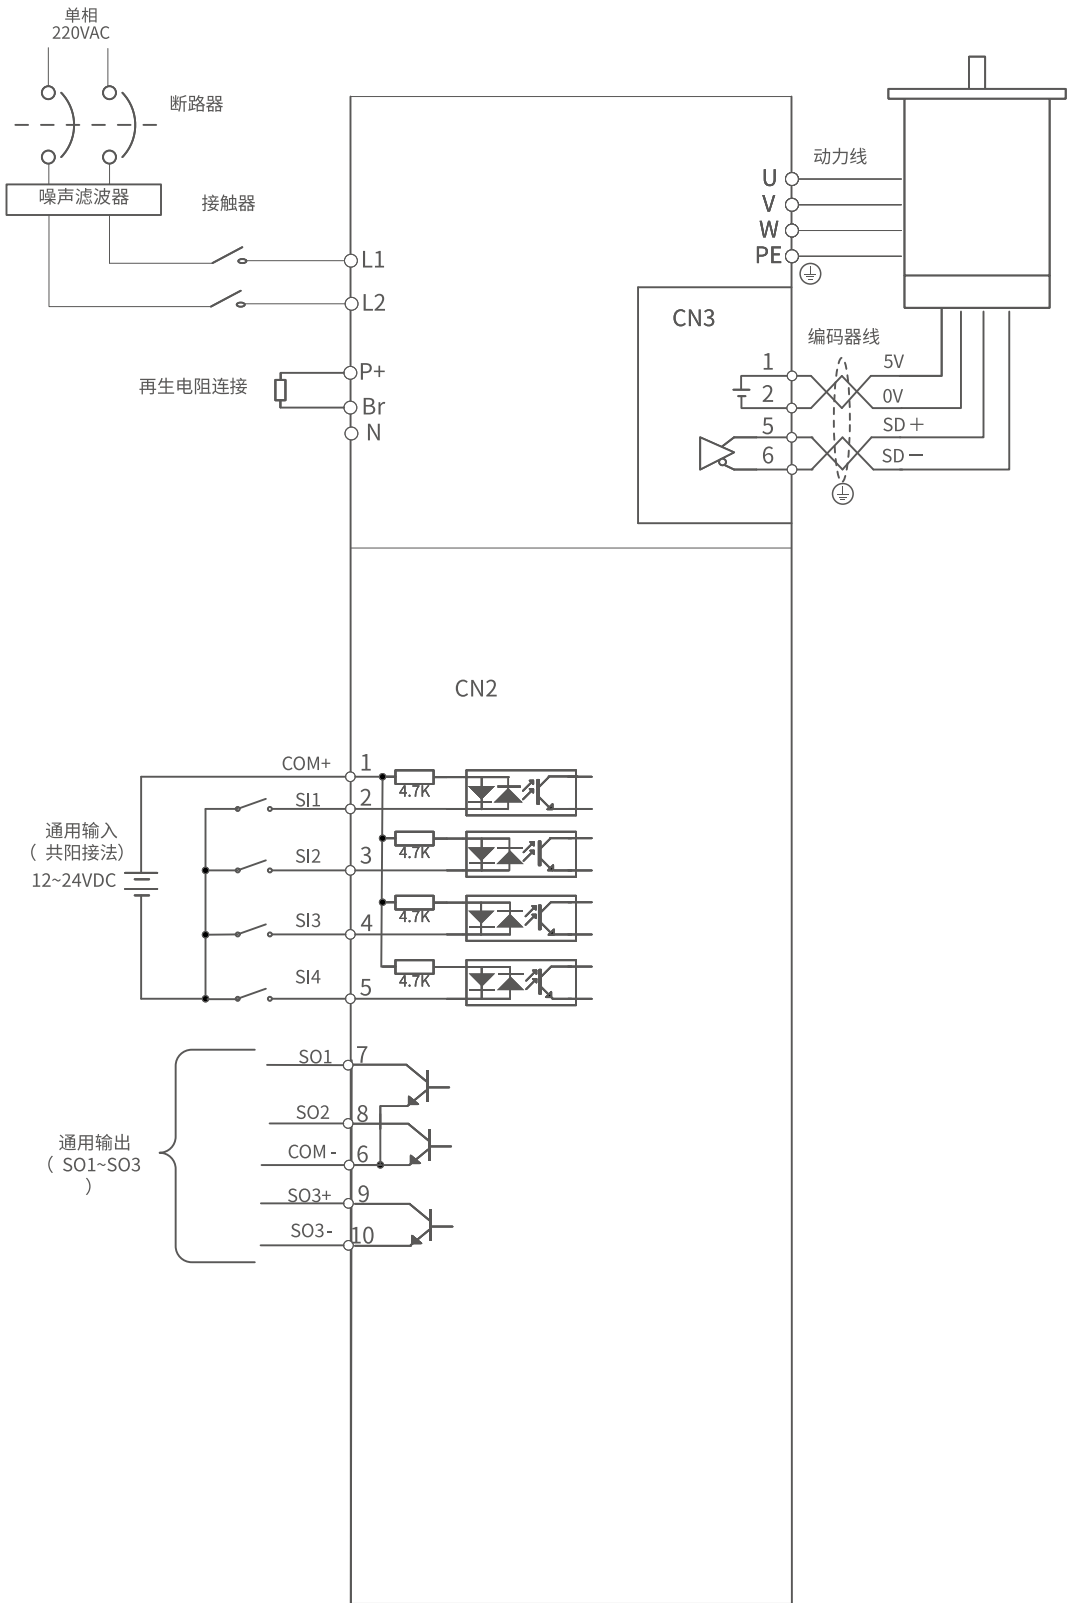 单相
220VAC
断路器
噪声滤波器
接触器
动力线
U
V
W
PE
L1
L2
CN3
编码器线
再生电阻连接
P+
Br
N
1
2
5
6
5V
0V
SD+
SD-
CN2
COM+
1
4.7K
SI1
2
通用输入
(共阳接法)
12~24VDC
SI2
3
4.7K
SI3
4
4.7K
SI4
5
4.7K
SO1
7
SO2
8
通用输出
(SO1~SO3
)
COM-
6
SO3+
9
SO3-
10